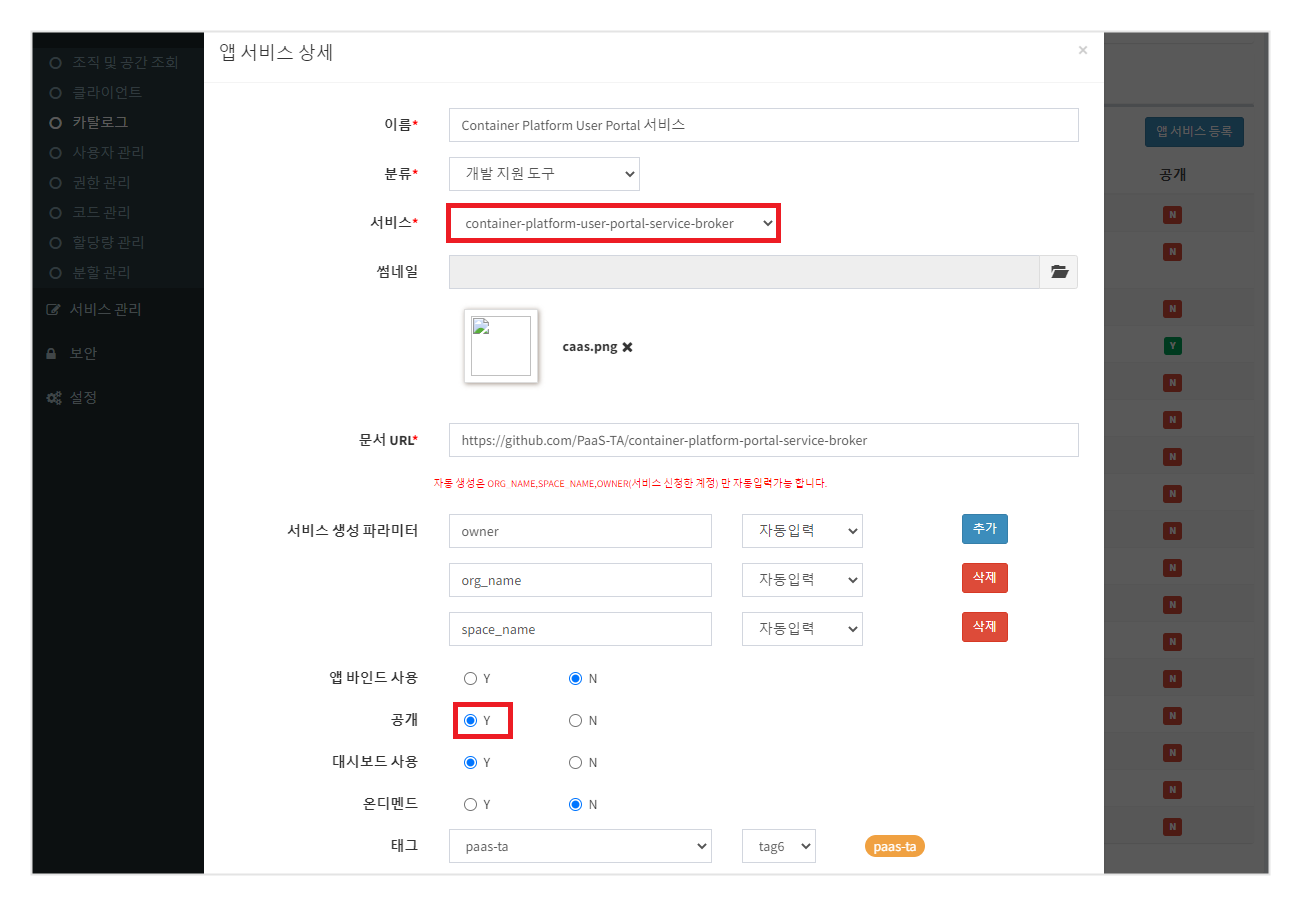 앱 서비스 상세 ×
조직 및 공간 조회
클라이언트
카탈로그
사용자 관리
권한 관리
코드 관리
할당량 관리
분할 관리
서비스 관리
보안
설정
이름* Container Platform User Portal 서비스
분류* 개발 지원 도구
서비스* container-platform-user-portal-service-broker
썸네일
caas.png ✖
문서 URL* https://github.com/PaaS-TA/container-platform-portal-service-broker
자동 생성은 ORG_NAME,SPACE_NAME,OWNER(서비스 신청한 계정) 만 자동입력가능 합니다.
서비스 생성 파라미터 owner 자동입력 추가
org_name 자동입력 삭제
space_name 자동입력 삭제
앱 바인드 사용 Y N
공개 Y N
대시보드 사용 Y N
온디멘드 Y N
태그 paas-ta tag6 paas-ta
앱 서비스 등록
공개
N
N
N
Y
N
N
N
N
N
N
N
N
N
N
N
N
N